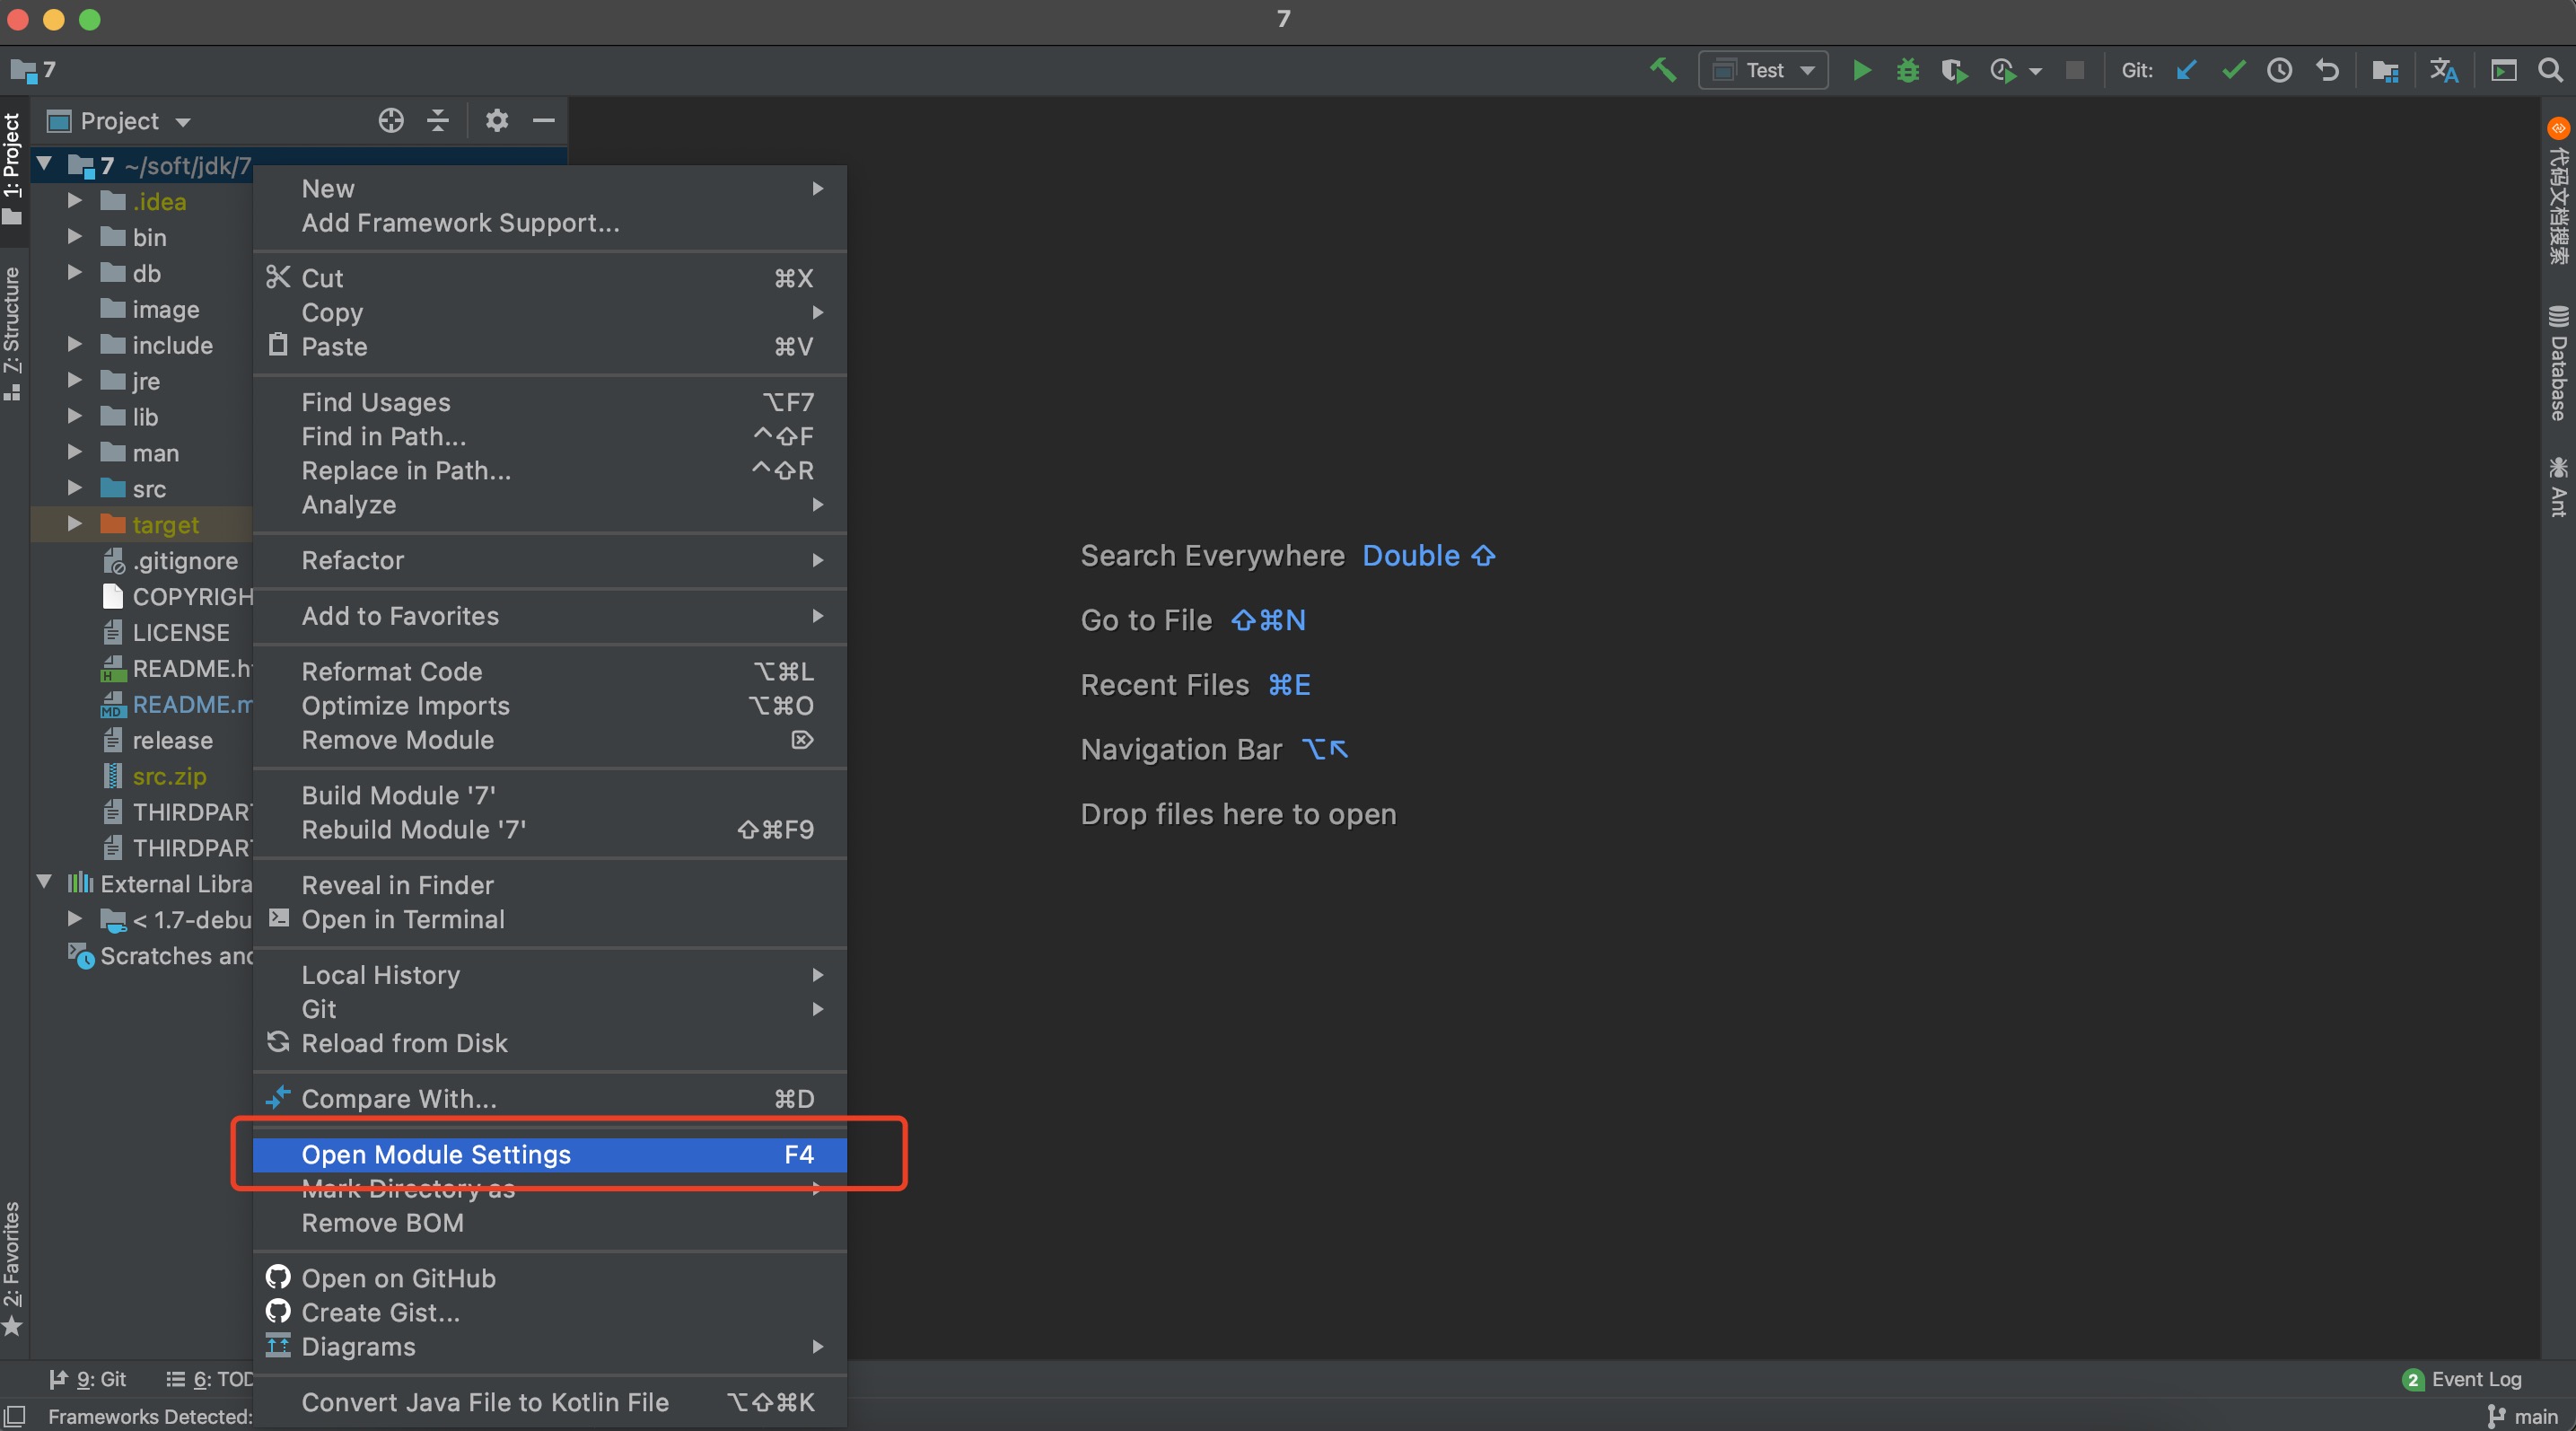 7
7
Test
Git:
Project
1: Project
Z: Structure
2: Favorites
7 ~/soft/jdk/7
.idea
bin
db
image
include
jre
lib
man
src
target
.gitignore
COPYRIGH
LICENSE
README.h
README.m
release
src.zip
THIRDPAR
THIRDPAR
External Libra
< 1.7-debu
Scratches and
New
Add Framework Support...
Cut ⌘X
Copy
Paste ⌘V
Find Usages ⌥F7
Find in Path... ^⇧F
Replace in Path... ^⇧R
Analyze
Refactor
Add to Favorites
Reformat Code ⌥⌘L
Optimize Imports ⌥⌘O
Remove Module ⌦
Build Module '7'
Rebuild Module '7' ⇧⌘F9
Reveal in Finder
Open in Terminal
Local History
Git
Reload from Disk
Compare With... ⌘D
Open Module Settings F4
Mark Directory as
Remove BOM
Open on GitHub
Create Gist...
Diagrams
Convert Java File to Kotlin File ⌥⇧⌘K
Search Everywhere Double ⇧
Go to File ⇧⌘N
Recent Files ⌘E
Navigation Bar ⌥↖
Drop files here to open
代码文档搜索
Database
Ant
9: Git
6: TOD
2 Event Log
Frameworks Detected:
main